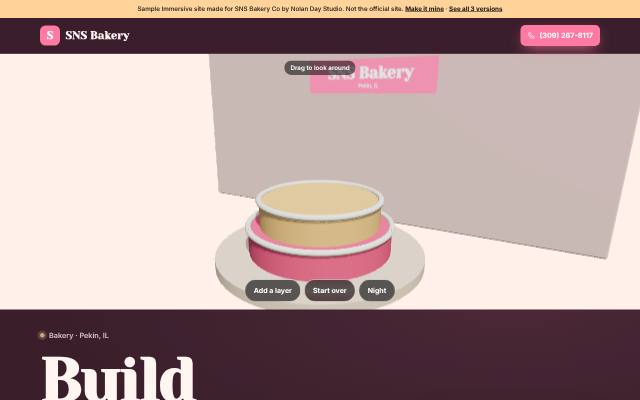 Sample Immersive site made for SNS Bakery Co by Nolan Day Studio. Not the official site. Make it mine · See all 3 versions
S SNS Bakery
(309) 267-8117
SNS Bakery
Pekin, IL
Drag to look around
Add a layer Start over Night
Bakery · Pekin, IL
Build